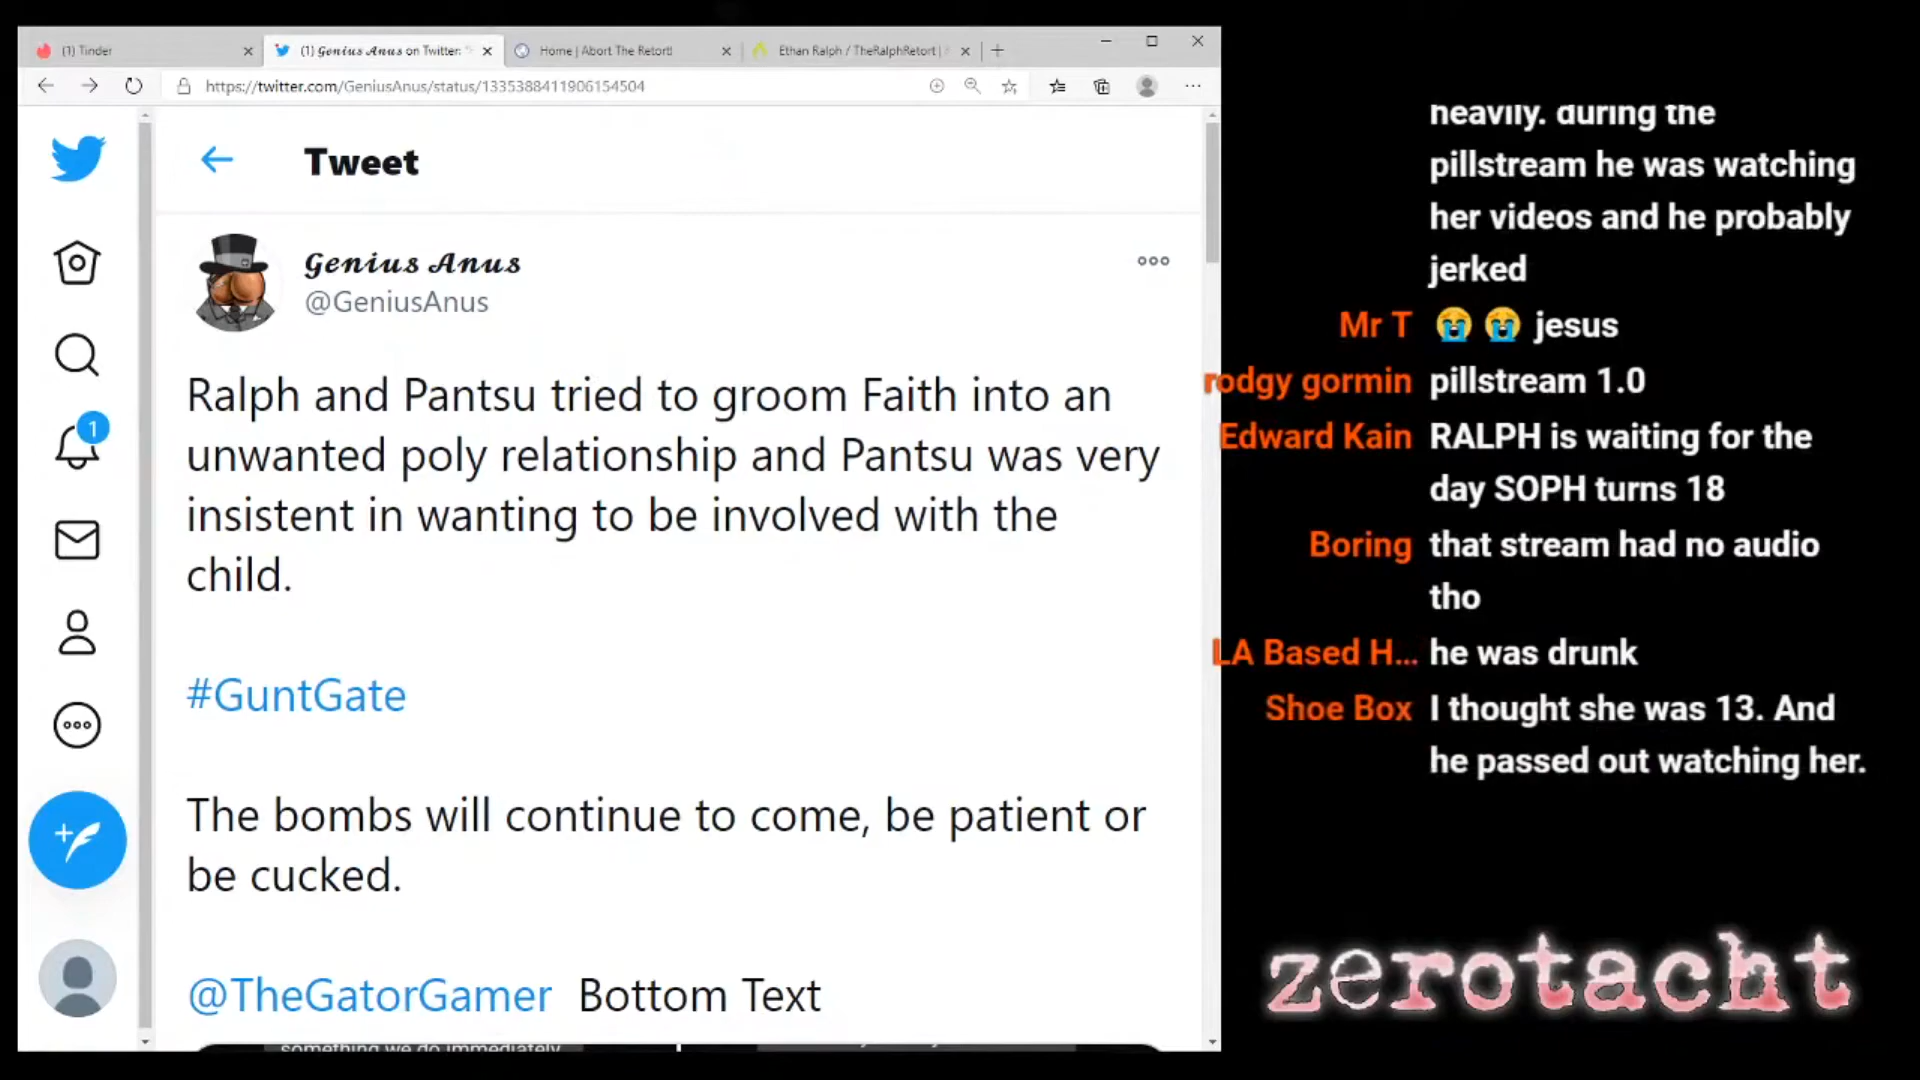 (1) Tinder
(1) Genius Anus on Twitter: "
Home | Abort The Retort!
Ethan Ralph / TheRalphRetort |
https://twitter.com/GeniusAnus/status/1335388411906154504
Tweet
Genius Anus
@GeniusAnus
1
Ralph and Pantsu tried to groom Faith into an
unwanted poly relationship and Pantsu was very
insistent in wanting to be involved with the
child.
#GuntGate
The bombs will continue to come, be patient or
be cucked.
@TheGatorGamer Bottom Text
something we do immediately
heavily. during the
pillstream he was watching
her videos and he probably
jerked
Mr T 😭 😭 jesus
rodgy gormin pillstream 1.0
Edward Kain RALPH is waiting for the
day SOPH turns 18
Boring that stream had no audio
tho
LA Based H... he was drunk
Shoe Box I thought she was 13. And
he passed out watching her.
zerotacht